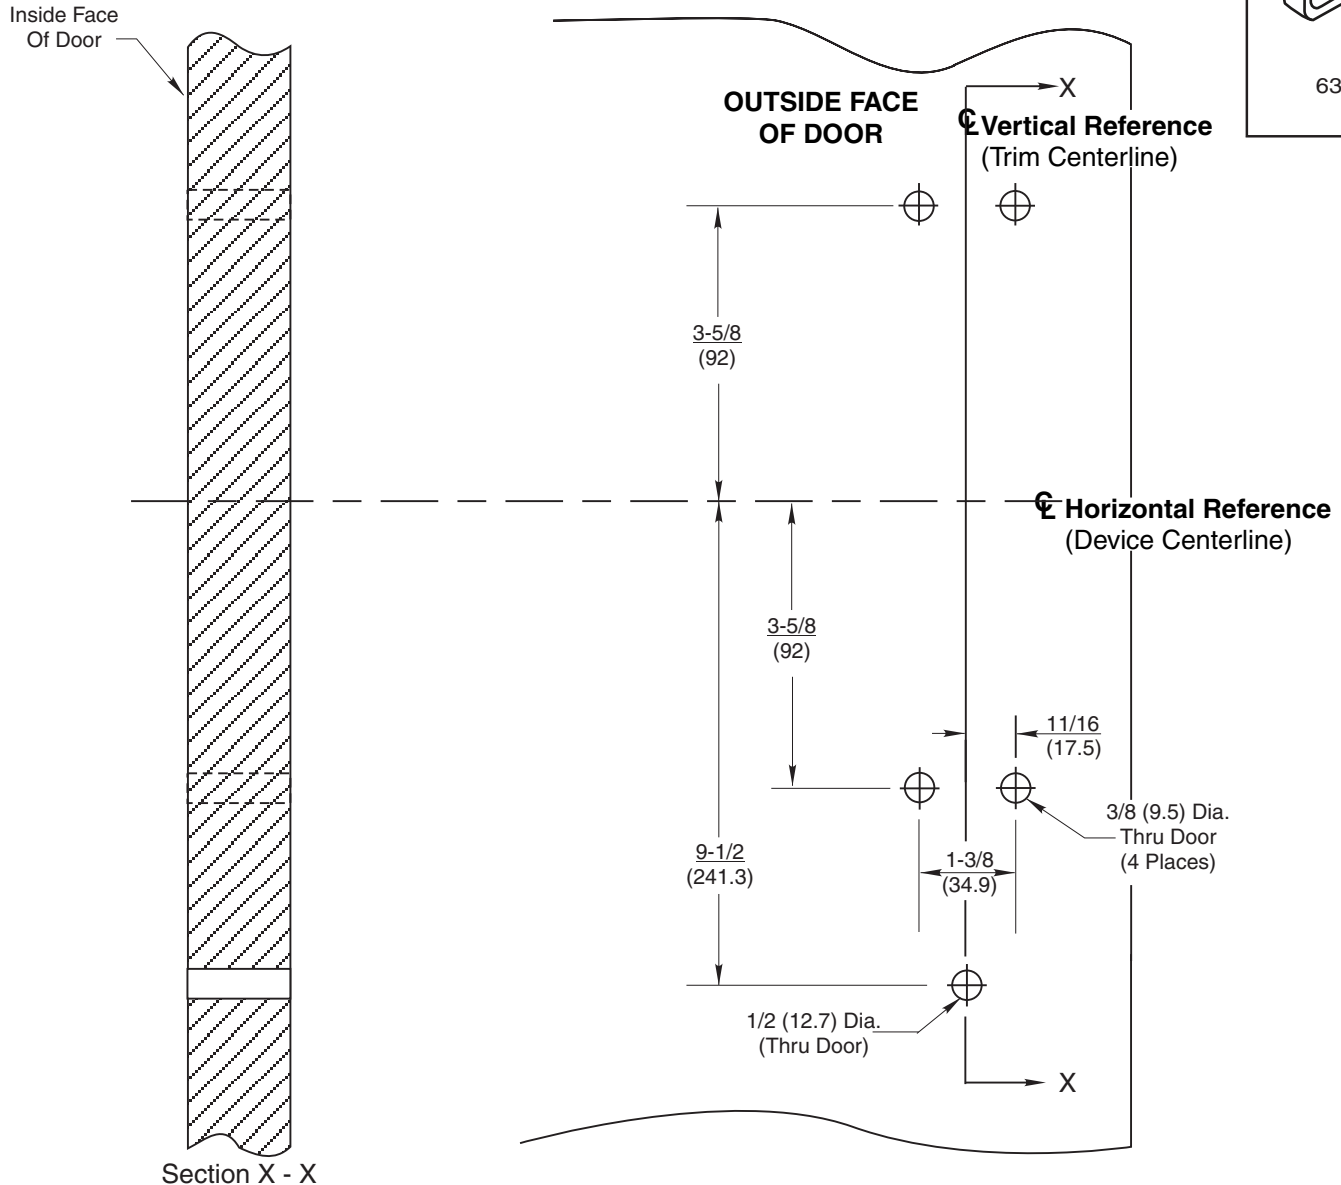 Inside Face
Of Door
63
X
OUTSIDE FACE
OF DOOR
℄ Vertical Reference
(Trim Centerline)
3-5/8
(92)
℄ Horizontal Reference
(Device Centerline)
3-5/8
(92)
11/16
(17.5)
3/8 (9.5) Dia.
Thru Door
(4 Places)
9-1/2
(241.3)
1-3/8
(34.9)
1/2 (12.7) Dia.
(Thru Door)
X
Section X - X